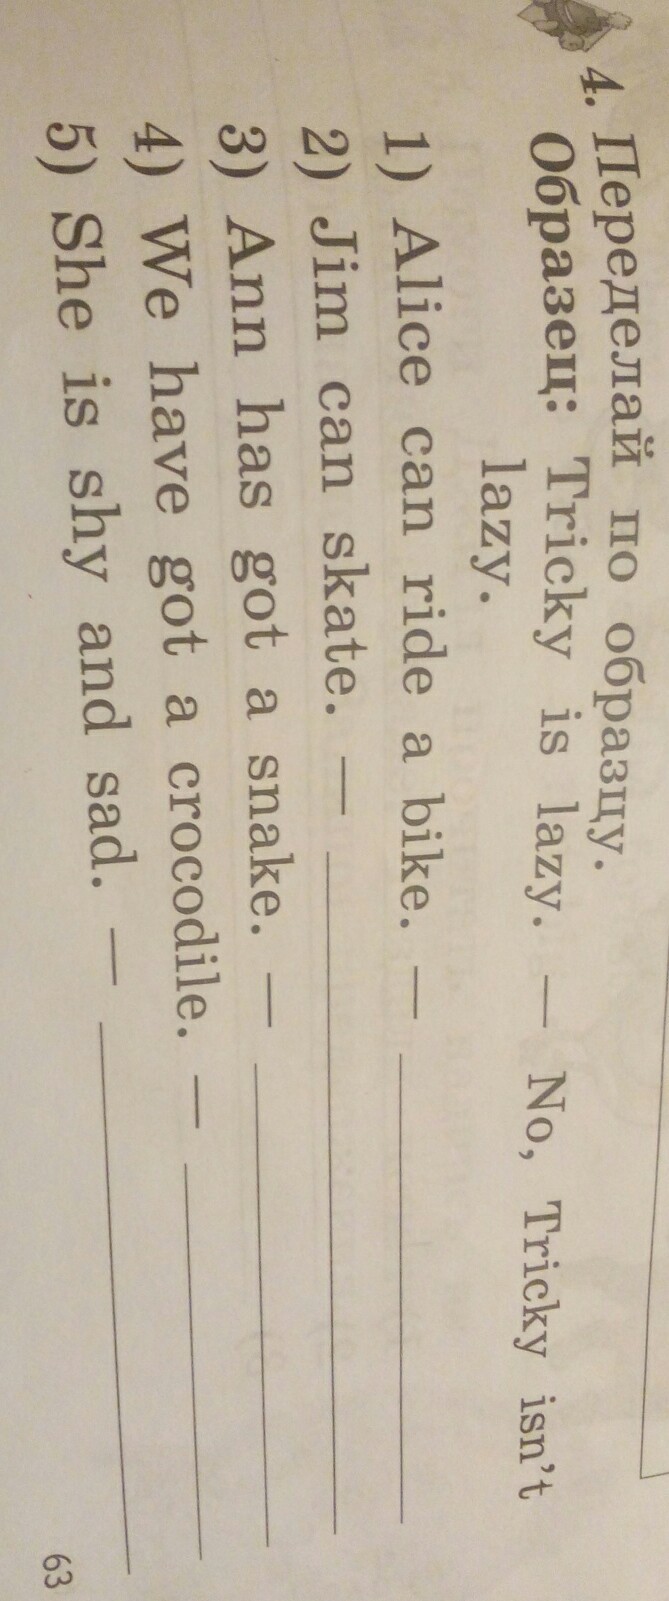 4. Переделай по образцу.
Образец: Tricky is lazy. — No, Tricky isn't
lazy.
1) Alice can ride a bike. —
2) Jim can skate. —
3) Ann has got a snake. —
4) We have got a crocodile. —
5) She is shy and sad. —
63